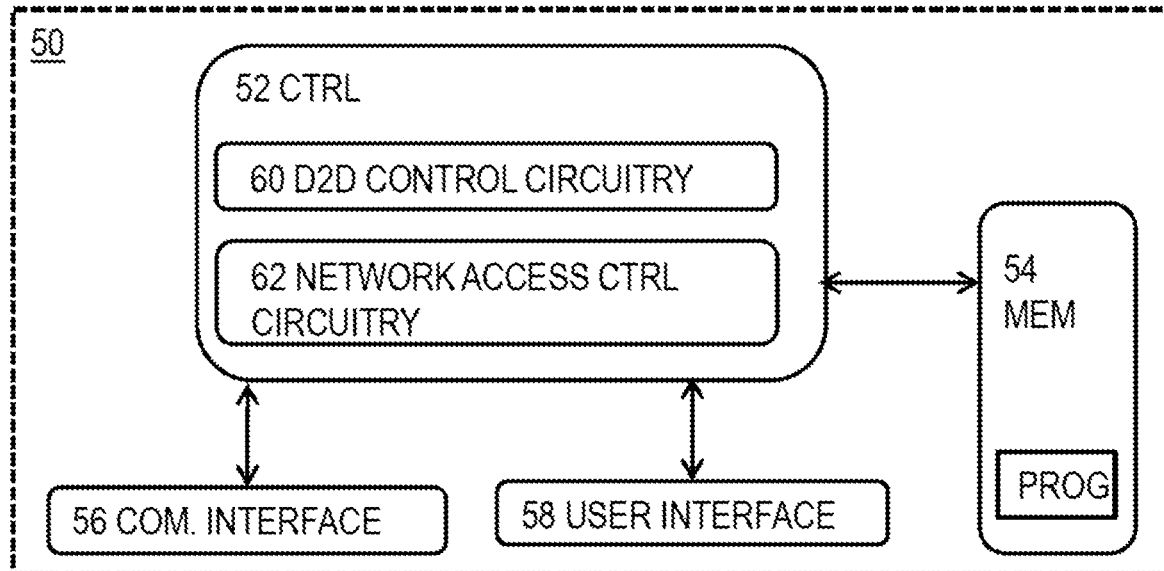 50
52 CTRL
60 D2D CONTROL CIRCUITRY
62 NETWORK ACCESS CTRL
CIRCUITRY
54
MEM
PROG
56 COM. INTERFACE
58 USER INTERFACE